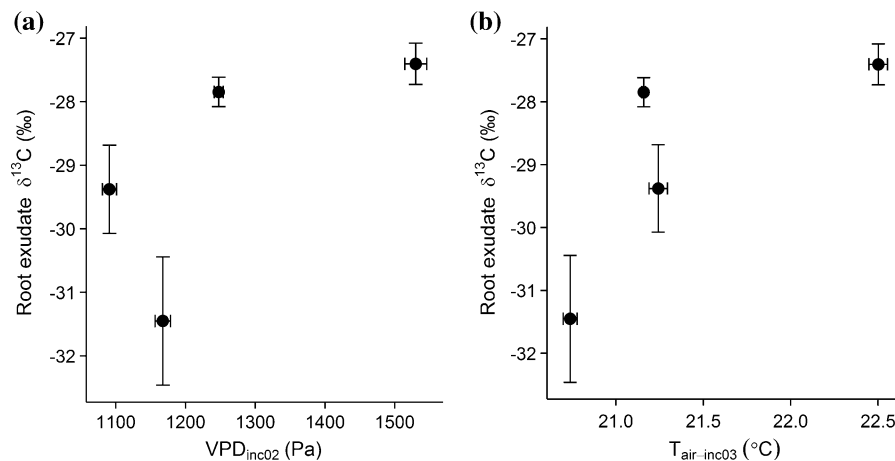 (a)
-27
-28
-29
-30
-31
-32
Root exudate δ¹³C (‰)
1100 1200 1300 1400 1500
VPDinc02 (Pa)
(b)
-27
-28
-29
-30
-31
-32
Root exudate δ¹³C (‰)
21.0 21.5 22.0 22.5
Tair–inc03 (°C)